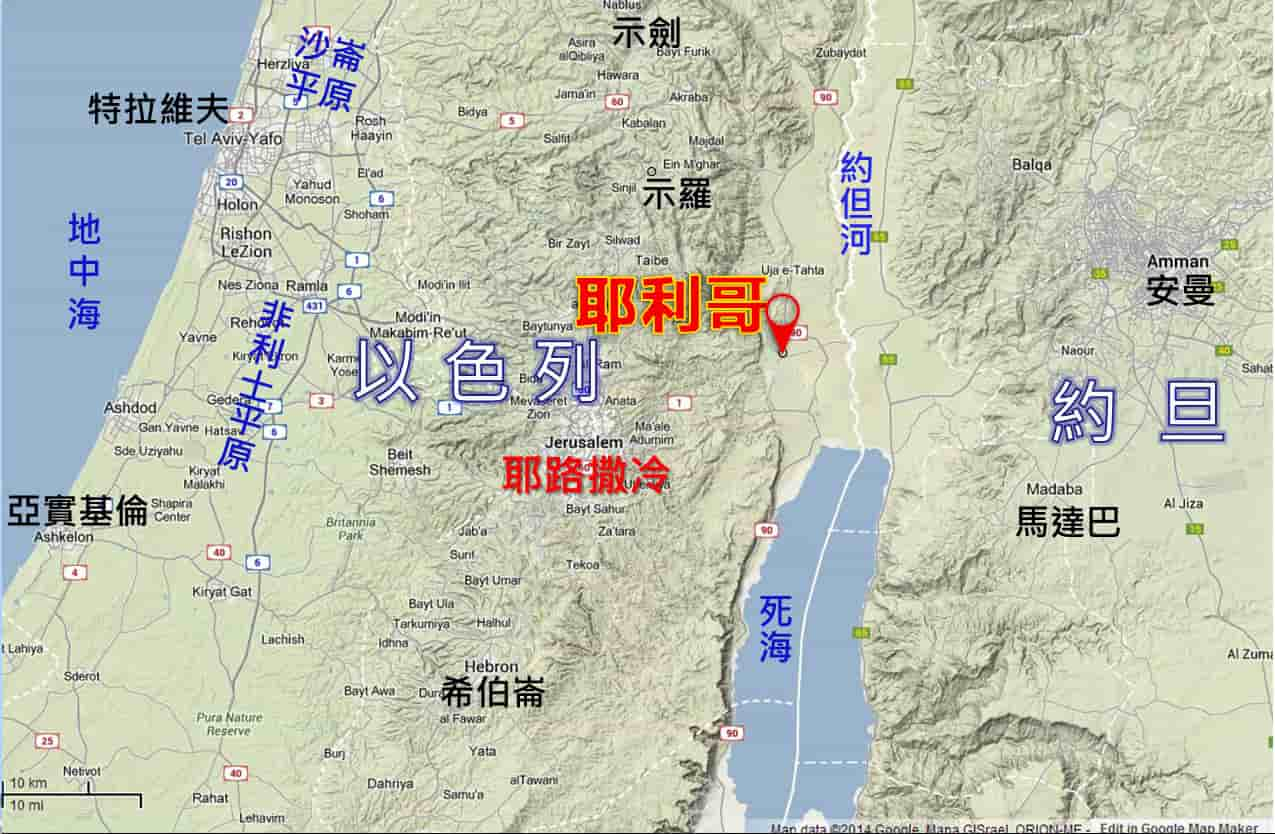 Nablus
示劍
沙崙
平原
Herzliya
Asira
alQibliya
Bayt Furik
Zubaydat
Hawara
Jama'in
Akraba
特拉維夫
Tel Aviv-Yafo
Rosh
Haayin
Bidya
Salfit
Kabalan
Majdal
Ein M'ghar
Balqa
約但河
El'ad
Yahud
Monoson
Shoham
Sinjil
示羅
Holon
地中海
Rishon
LeZion
Bir Zayt
Silwad
Taibe
Uja e-Tahta
Amman
安曼
Nes Ziona
Ramla
Modi'in Ilit
耶利哥
非利士平原
Yavne
Modi'in
Makabim-Re'ut
Baytunya
Naour
以色列
約旦
Ashdod
Gedera
Gan Yavne
Hatsav
Mevaseret
Zion
Anata
Ma'ale
Adumim
Jerusalem
耶路撒冷
Sde Uziyahu
Kiryat
Malakhi
Beit
Shemesh
Madaba
馬達巴
Al Jiza
亞實基倫
Ashkelon
Shapira
Center
Britannia
Park
Bayt Sahur
Jab'a
Za'tara
Surif
Tekoa
Bayt Umar
Kiryat Gat
Bayt Ula
Tarkumiya
Halhul
死海
Lachish
Idhna
t Lahiya
Sderot
Hebron
希伯崙
Bayt Awa
Al Zuma
Pura Nature
Reserve
al Fawar
Burj
Yata
Netivot
Dahriya
alTawani
Samu'a
Rahat
Lehavim
10 km
10 mi
Map data ©2014 Google, Mapa GISrael, ORION-ME - Edit in Google Map Maker